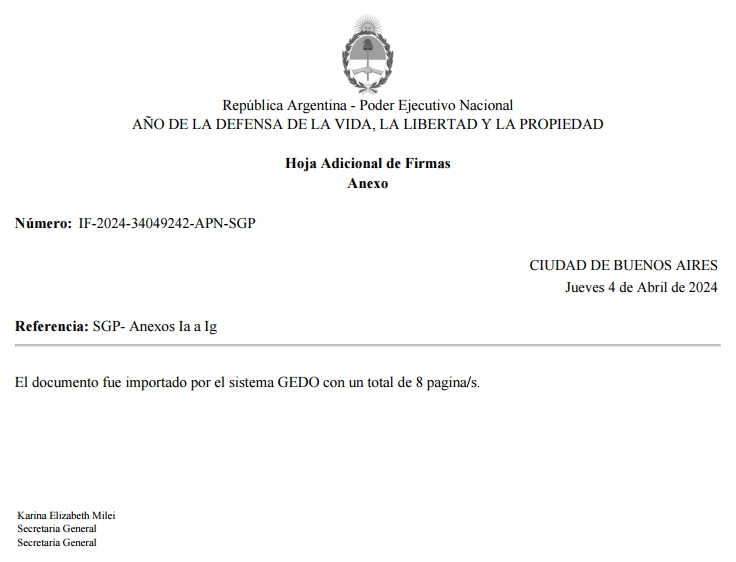 República Argentina - Poder Ejecutivo Nacional
AÑO DE LA DEFENSA DE LA VIDA, LA LIBERTAD Y LA PROPIEDAD
Hoja Adicional de Firmas
Anexo
Número: IF-2024-34049242-APN-SGP
CIUDAD DE BUENOS AIRES
Jueves 4 de Abril de 2024
Referencia: SGP- Anexos Ia a Ig
El documento fue importado por el sistema GEDO con un total de 8 pagina/s.
Karina Elizabeth Milei
Secretaria General
Secretaria General